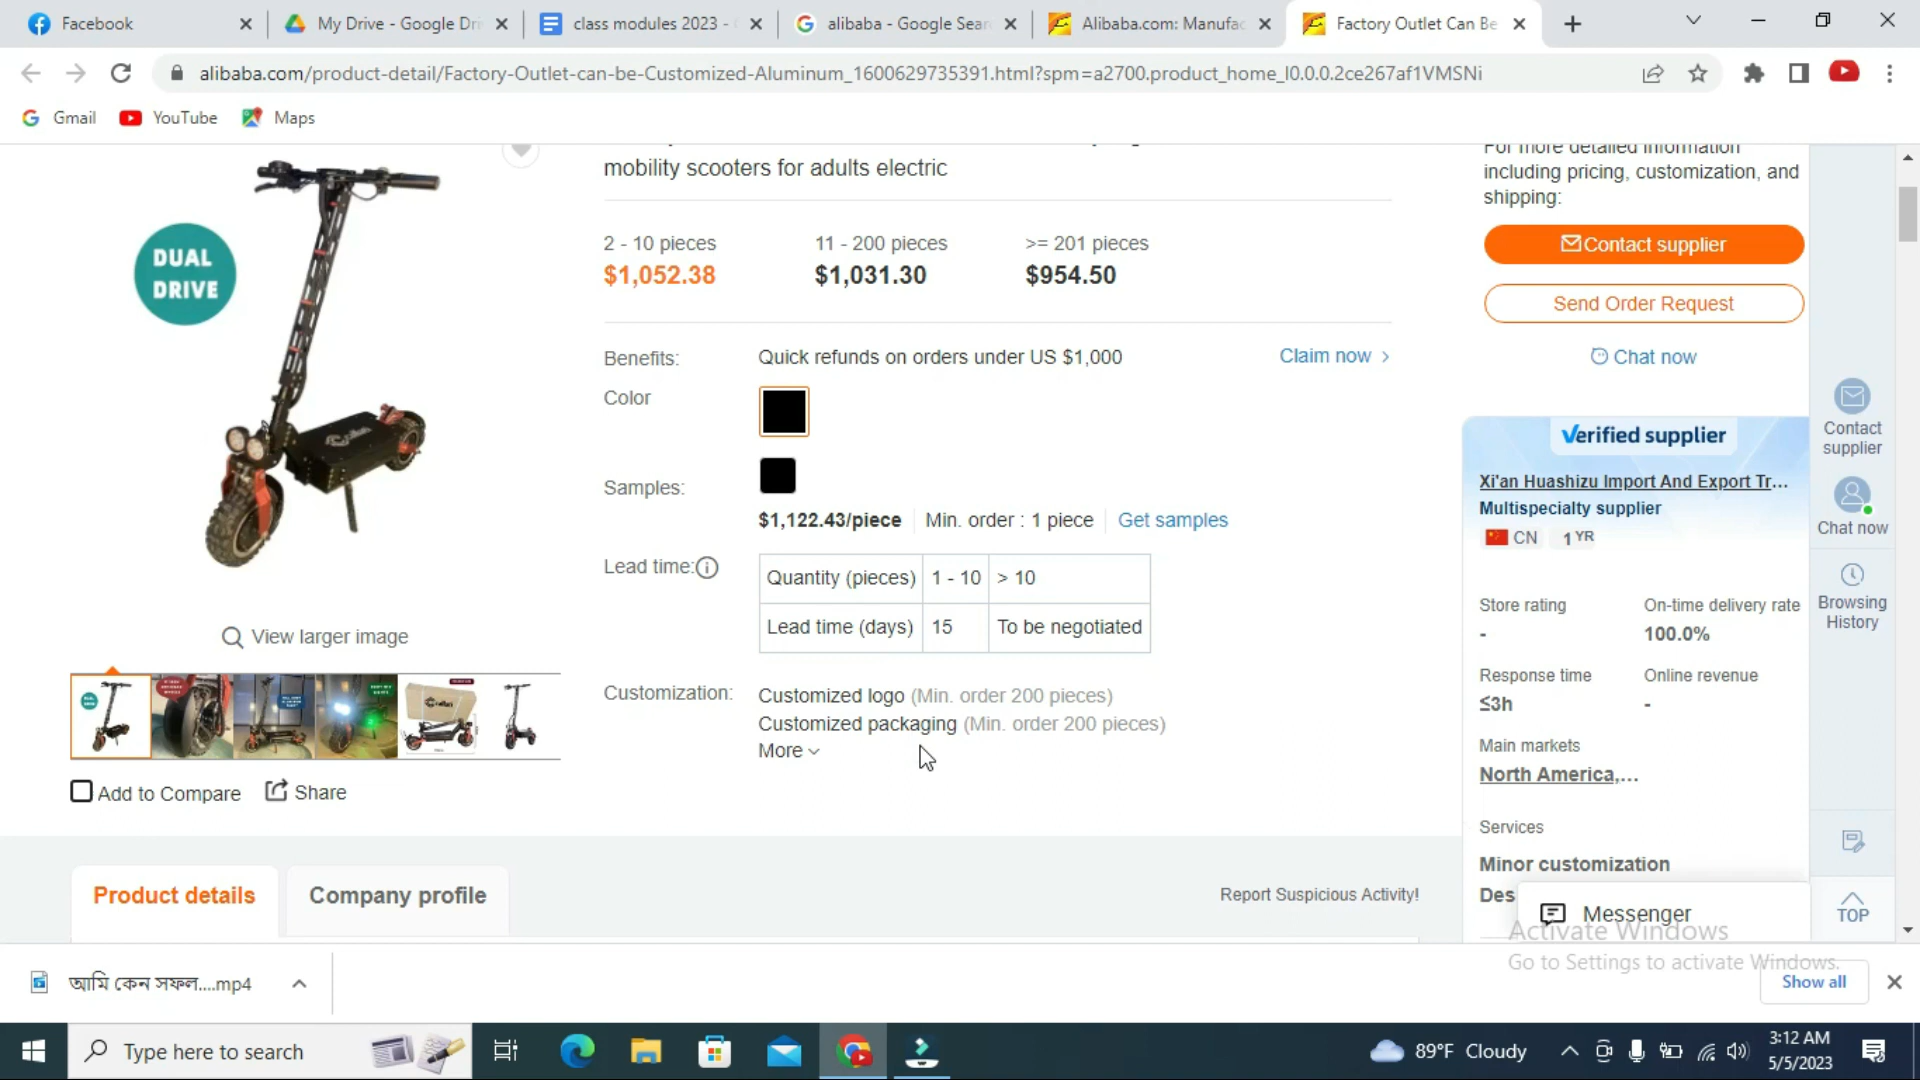 Facebook
My Drive - Google Dri
class modules 2023 -
alibaba - Google Sear
Alibaba.com: Manufac
Factory Outlet Can Be
alibaba.com/product-detail/Factory-Outlet-can-be-Customized-Aluminum_1600629735391.html?spm=a2700.product_home_l0.0.0.2ce267af1VMSNi
Gmail
YouTube
Maps
mobility scooters for adults electric
DUAL
DRIVE
2 - 10 pieces
$1,052.38
11 - 200 pieces
$1,031.30
>= 201 pieces
$954.50
Benefits:
Quick refunds on orders under US $1,000
Claim now >
Color
Samples:
$1,122.43/piece
Min. order : 1 piece
Get samples
Lead time:
Quantity (pieces)
1 - 10
> 10
Lead time (days)
15
To be negotiated
Customization:
Customized logo (Min. order 200 pieces)
Customized packaging (Min. order 200 pieces)
More
View larger image
Add to Compare
Share
Product details
Company profile
Report Suspicious Activity!
For more detailed information
including pricing, customization, and
shipping:
Contact supplier
Send Order Request
Chat now
Verified supplier
Xi'an Huashizu Import And Export Tr...
Multispecialty supplier
CN
1 YR
Store rating
-
On-time delivery rate
100.0%
Response time
≤3h
Online revenue
-
Main markets
North America,...
Services
Minor customization
Des
Messenger
Contact
supplier
Chat now
Browsing
History
TOP
Activate Windows
Go to Settings to activate Windows.
আমি কেন সফল....mp4
Show all
Type here to search
89°F Cloudy
3:12 AM
5/5/2023